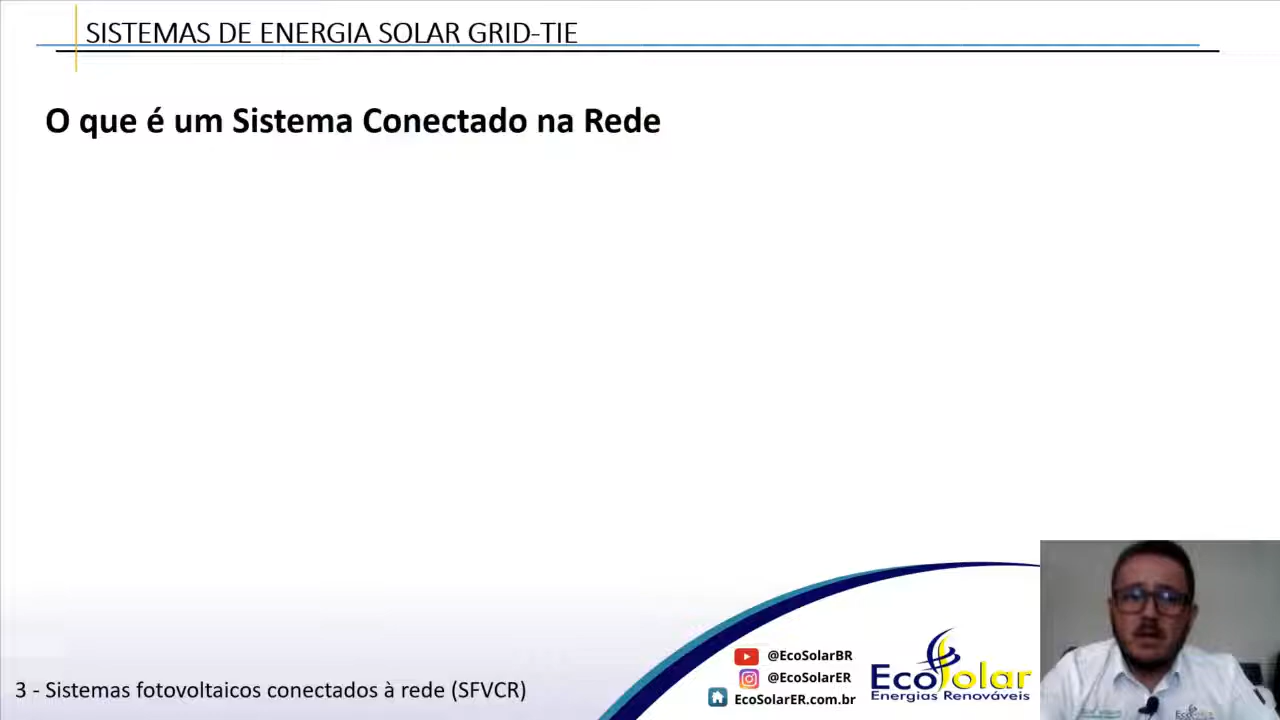 SISTEMAS DE ENERGIA SOLAR GRID-TIE
O que é um Sistema Conectado na Rede
@EcoSolarBR
@EcoSolarER
EcoSolarER.com.br
EcoSolar
Energias Renováveis
3 - Sistemas fotovoltaicos conectados à rede (SFVCR)